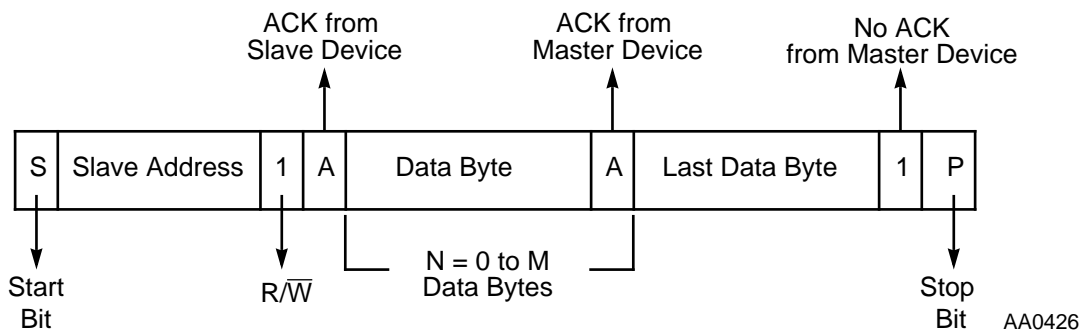 ACK from
Slave Device
ACK from
Master Device
No ACK
from Master Device
S Slave Address 1 A Data Byte A Last Data Byte 1 P
Start
Bit
R/W̅
N = 0 to M
Data Bytes
Stop
Bit
AA0426